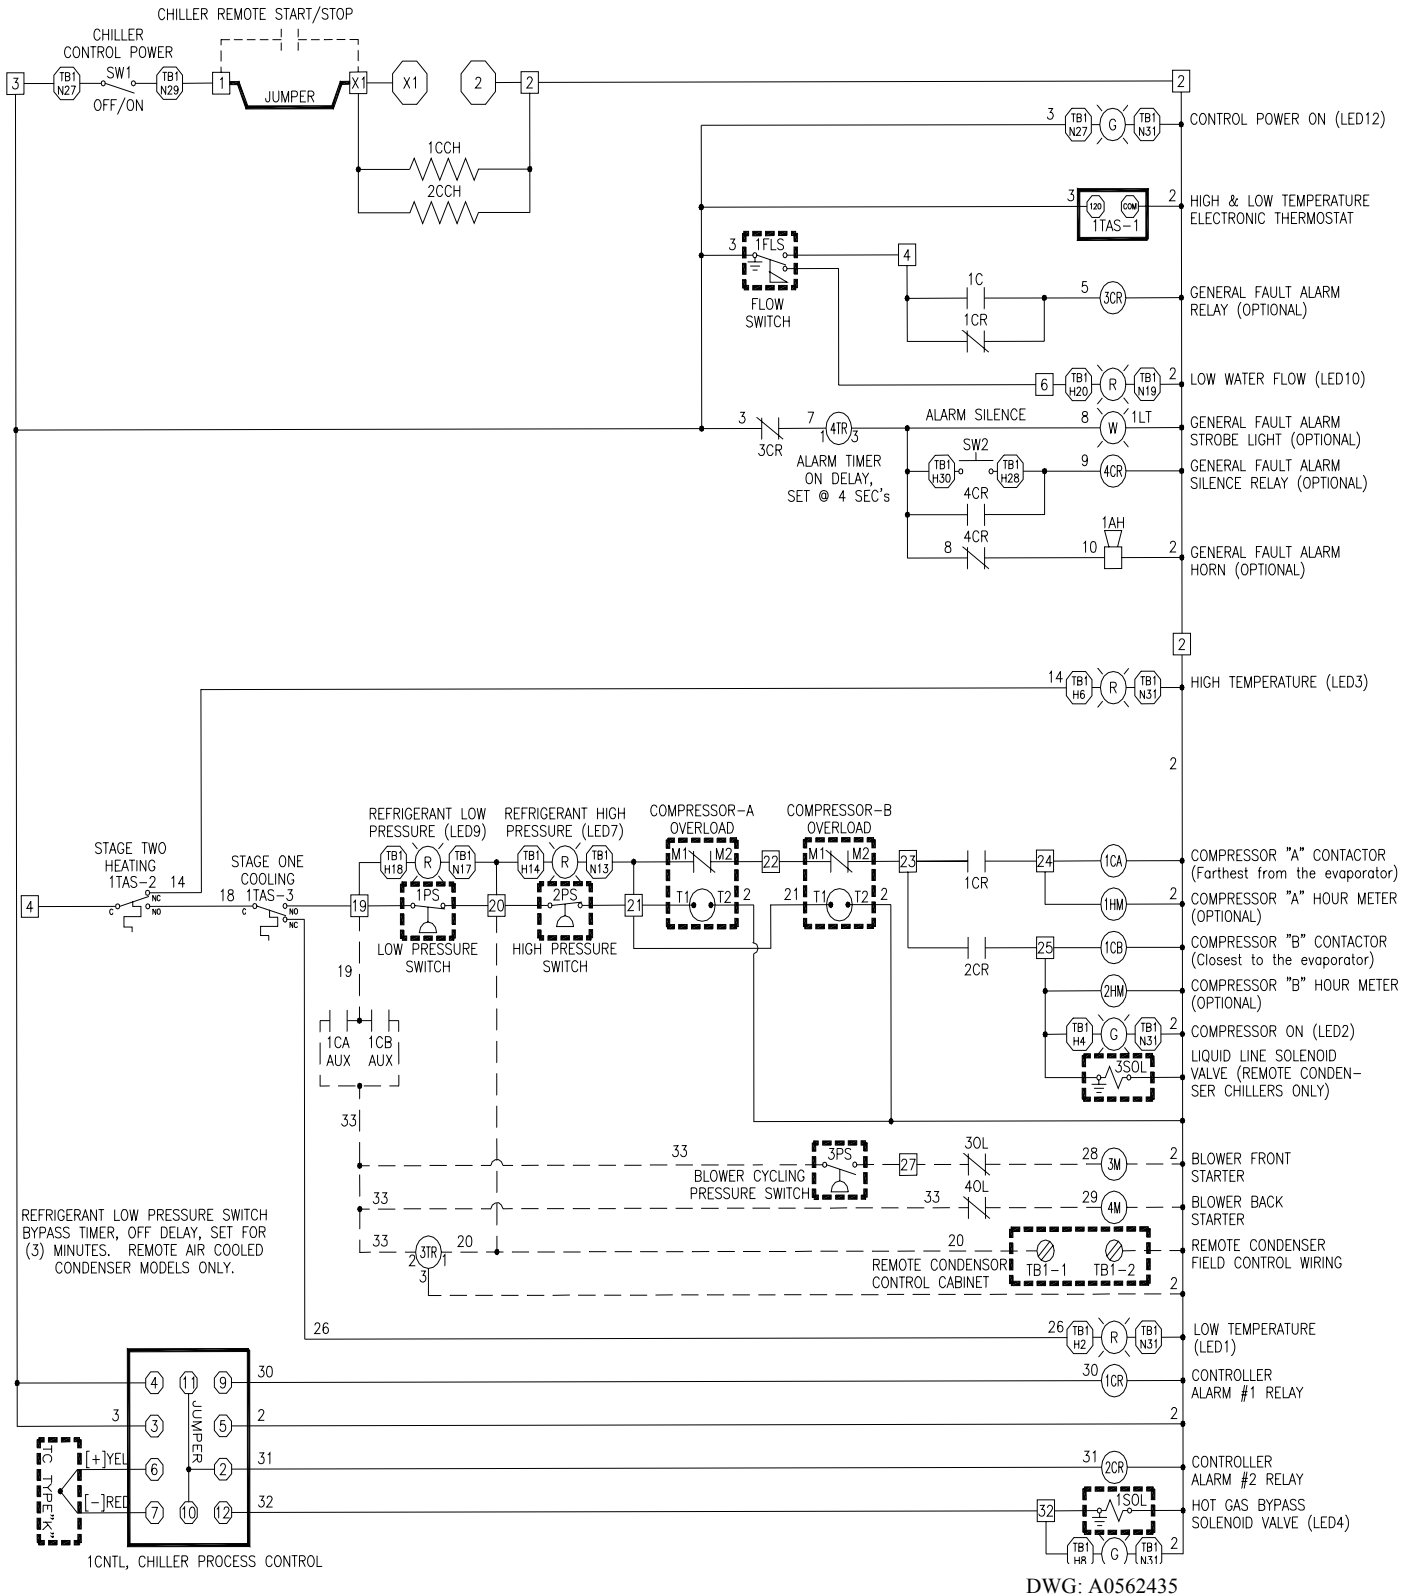 CHILLER REMOTE START/STOP
CHILLER
CONTROL POWER
3
TB1
N27
SW1
OFF/ON
TB1
N29
1
JUMPER
X1
X1
2
2
2
1CCH
2CCH
3
TB1
N27
G
TB1
N31
CONTROL POWER ON (LED12)
3
120
COM
1TAS-1
2
HIGH & LOW TEMPERATURE
ELECTRONIC THERMOSTAT
3
1FLS
FLOW
SWITCH
4
1C
1CR
5
3CR
GENERAL FAULT ALARM
RELAY (OPTIONAL)
6
TB1
H20
R
TB1
N19
2
LOW WATER FLOW (LED10)
3
3CR
7
1
4TR
3
ALARM TIMER
ON DELAY,
SET @ 4 SEC's
ALARM SILENCE
8
W
1LT
GENERAL FAULT ALARM
STROBE LIGHT (OPTIONAL)
TB1
H30
SW2
TB1
H28
9
4CR
GENERAL FAULT ALARM
SILENCE RELAY (OPTIONAL)
4CR
8
4CR
10
1AH
2
GENERAL FAULT ALARM
HORN (OPTIONAL)
2
14
TB1
H6
R
TB1
N31
HIGH TEMPERATURE (LED3)
2
REFRIGERANT LOW
PRESSURE (LED9)
REFRIGERANT HIGH
PRESSURE (LED7)
COMPRESSOR-A
OVERLOAD
COMPRESSOR-B
OVERLOAD
STAGE TWO
HEATING
1TAS-2
14
NC
NO
C
4
STAGE ONE
COOLING
18
1TAS-3
C
NO
NC
TB1
H18
R
TB1
N17
TB1
H14
R
TB1
N13
M1
M2
22
M1
M2
23
1CR
24
1CA
2
COMPRESSOR "A" CONTACTOR
(Farthest from the evaporator)
19
1PS
20
2PS
21
T1
T2
2
21
T1
T2
2
1HM
2
COMPRESSOR "A" HOUR METER
(OPTIONAL)
LOW PRESSURE
SWITCH
HIGH PRESSURE
SWITCH
2CR
25
1CB
2
COMPRESSOR "B" CONTACTOR
(Closest to the evaporator)
19
2HM
COMPRESSOR "B" HOUR METER
(OPTIONAL)
1CA
AUX
1CB
AUX
TB1
H4
G
TB1
N31
2
COMPRESSOR ON (LED2)
3SOL
LIQUID LINE SOLENOID
VALVE (REMOTE CONDEN-
SER CHILLERS ONLY)
33
33
BLOWER CYCLING
PRESSURE SWITCH
3PS
27
3OL
28
3M
2
BLOWER FRONT
STARTER
33
33
4OL
29
4M
2
BLOWER BACK
STARTER
REFRIGERANT LOW PRESSURE SWITCH
BYPASS TIMER, OFF DELAY, SET FOR
(3) MINUTES. REMOTE AIR COOLED
CONDENSER MODELS ONLY.
33
2
3TR
1
20
3
20
REMOTE CONDENSOR
CONTROL CABINET
TB1-1
TB1-2
REMOTE CONDENSER
FIELD CONTROL WIRING
2
26
26
TB1
H2
R
TB1
N31
LOW TEMPERATURE
(LED1)
4
11
9
30
30
1CR
CONTROLLER
ALARM #1 RELAY
3
3
JUMPER
5
2
2
TC TYPE"K"
[+]YEL
6
2
31
31
2CR
CONTROLLER
ALARM #2 RELAY
[-]RED
7
10
12
32
32
1SOL
HOT GAS BYPASS
SOLENOID VALVE (LED4)
TB1
H8
G
TB1
N31
2
1CNTL, CHILLER PROCESS CONTROL
DWG: A0562435